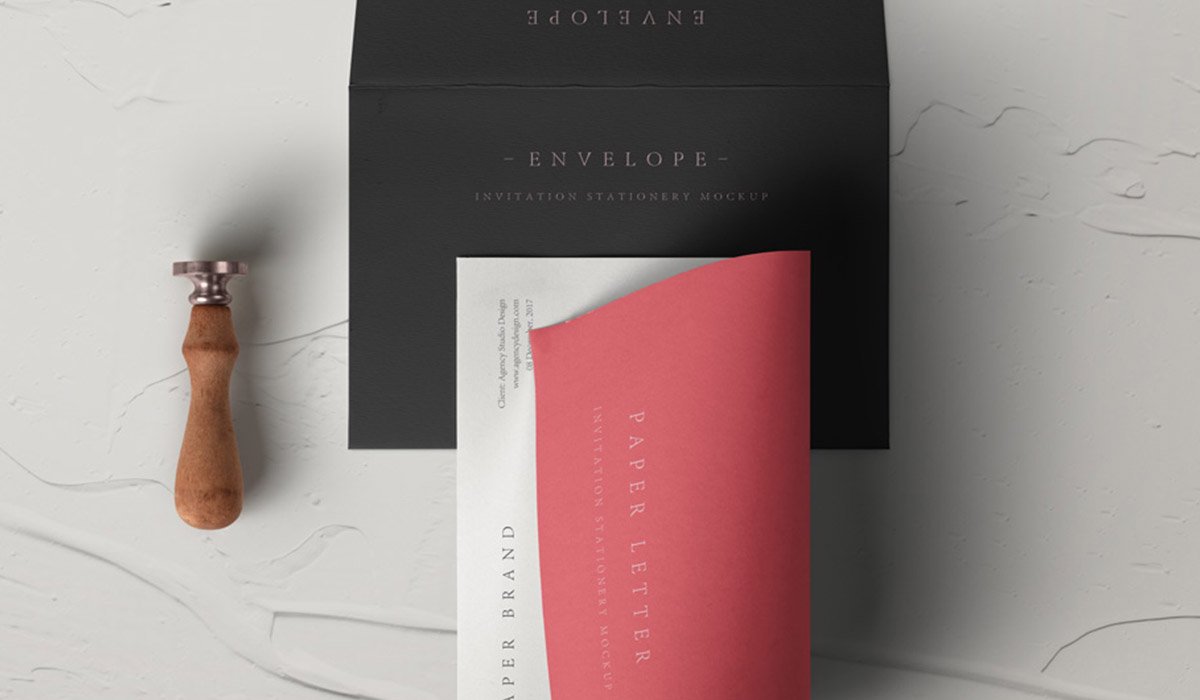 ENVELOPE
– ENVELOPE –
INVITATION STATIONERY MOCKUP
Client: Agency Studio Design
www.agencydesign.com
08 December, 2017
PAPER LETTER
INVITATION STATIONERY MOCKUP
APER BRAND